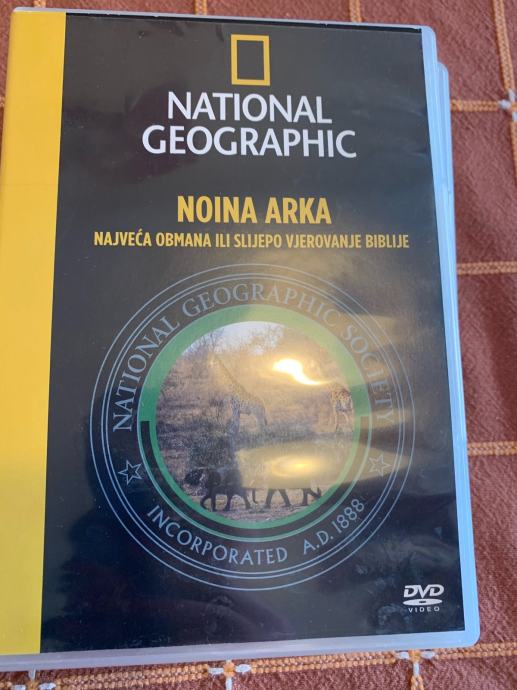 NATIONAL
GEOGRAPHIC
NOINA ARKA
NAJVEĆA OBMANA ILI SLIJEPO VJEROVANJE BIBLIJE
NATIONAL GEOGRAPHIC SOCIETY
INCORPORATED A.D. 1888
DVD
VIDEO